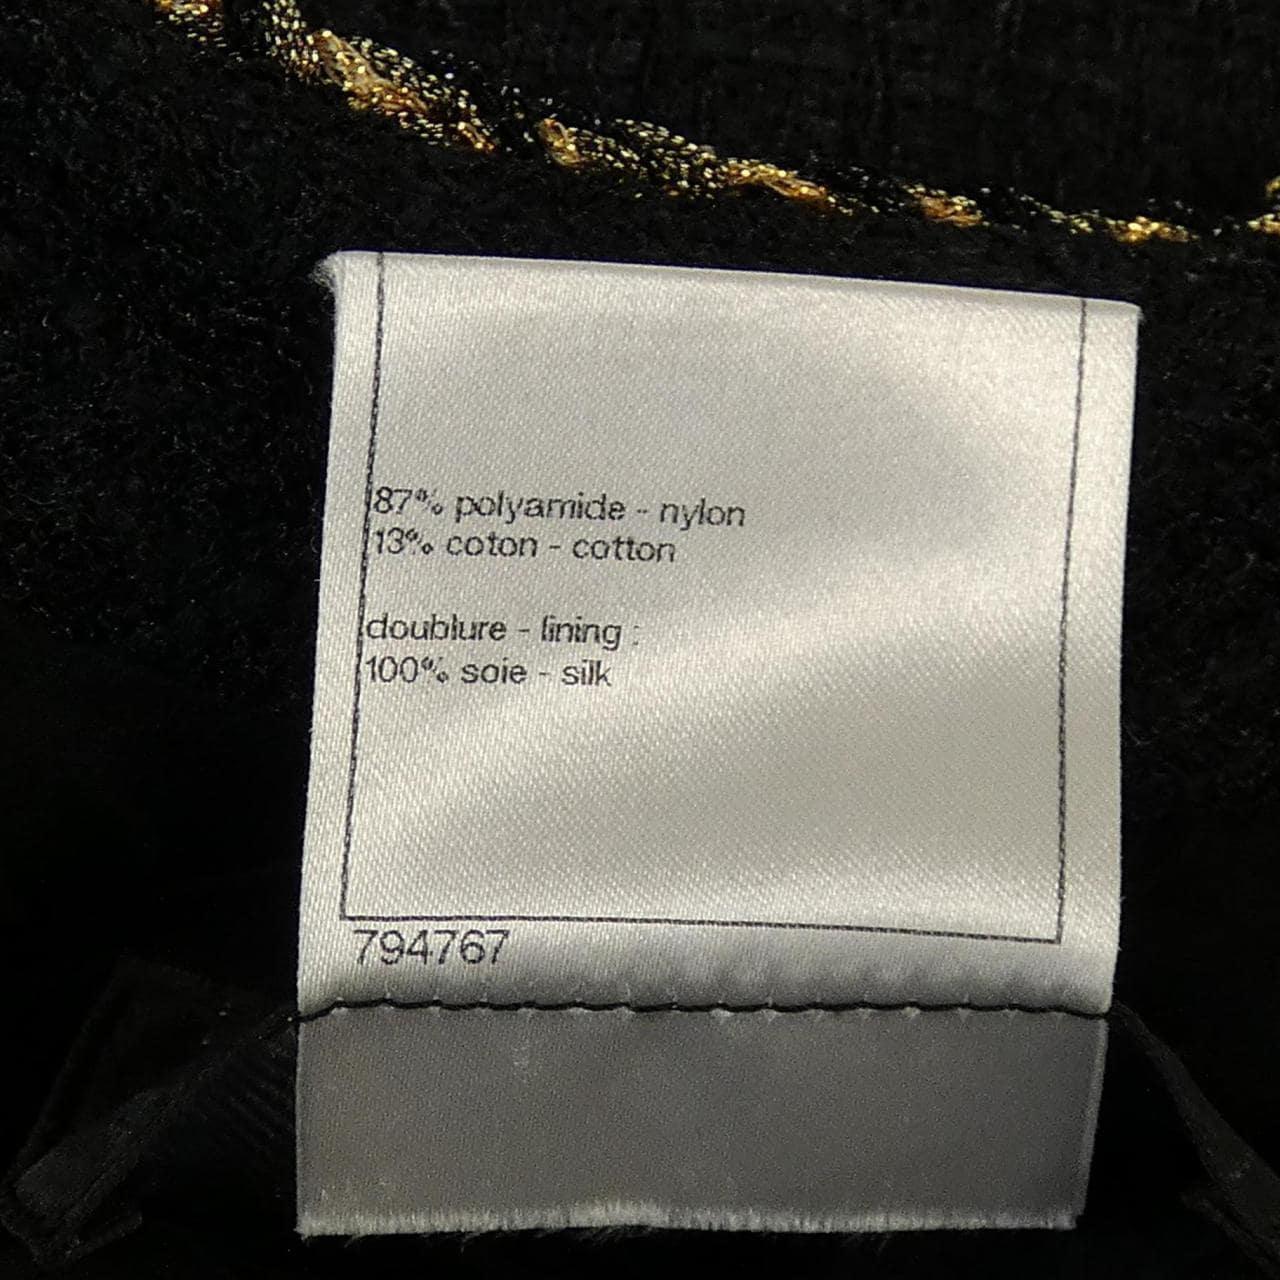 87% polyamide - nylon
13% coton - cotton
doublure - lining :
100% soie - silk
794767